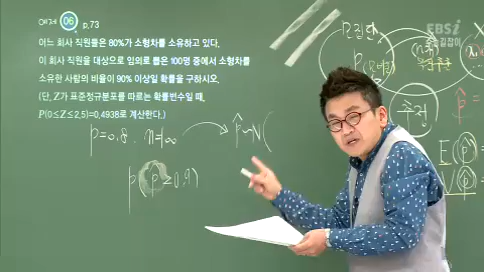 예제 06 p.73
어느 회사 직원들은 80%가 소형차를 소유하고 있다.
이 회사 직원을 대상으로 임의로 뽑은 100명 중에서 소형차를
소유한 사람의 비율이 90% 이상일 확률을 구하시오.
(단, Z가 표준정규분포를 따르는 확률변수일 때,
P(0≤Z≤2.5)=0.4938로 계산한다.)
p=0.8, n=100 → p̂~N(
P(p̂≥0.9)
모집단
추정
E(p̂)
V(p̂)
EBSi